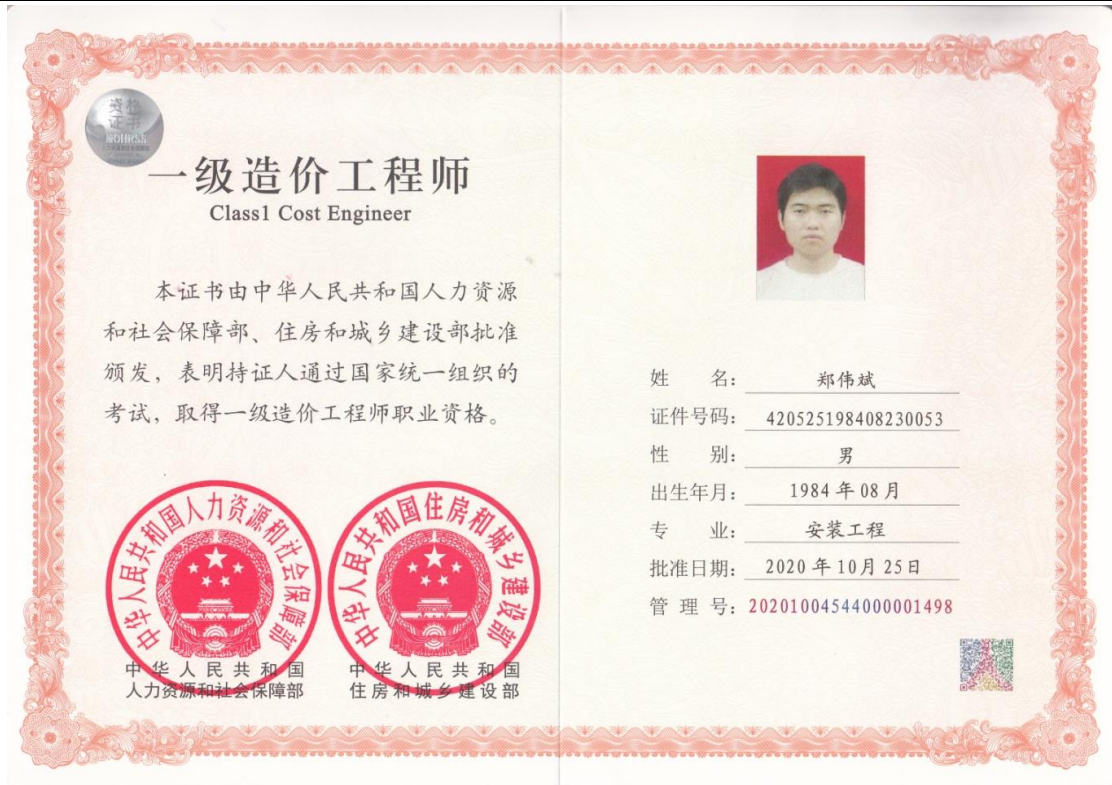 资格
证书
一级造价工程师
Class1 Cost Engineer
本证书由中华人民共和国人力资源
和社会保障部、住房和城乡建设部批准
颁发，表明持证人通过国家统一组织的
考试，取得一级造价工程师职业资格。
中华人民共和国人力资源和社会保障部
中华人民共和国
人力资源和社会保障部
中华人民共和国住房和城乡建设部
中华人民共和国
住房和城乡建设部
姓 名： 郑伟斌
证件号码： 420525198408230053
性 别： 男
出生年月： 1984年08月
专 业： 安装工程
批准日期： 2020年10月25日
管 理 号： 20201004544000001498